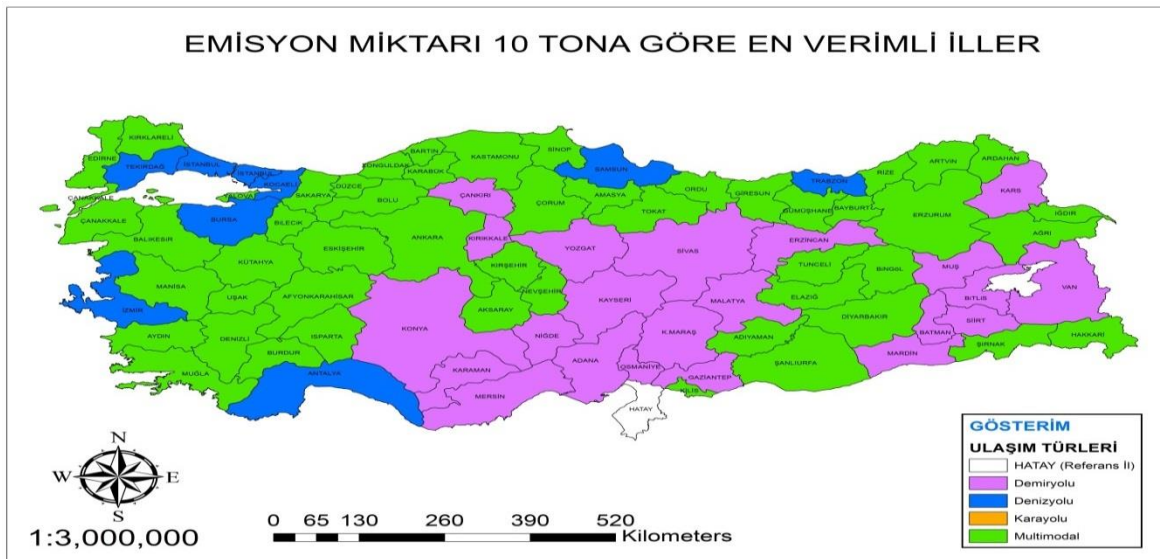 EMİSYON MİKTARI 10 TONA GÖRE EN VERİMLİ İLLER
KIRKLARELİ
EDİRNE
TEKİRDAĞ
İSTANBUL
İSTANBUL
KOCAELİ
YALOVA
SAKARYA
DÜZCE
ZONGULDAK
BARTIN
KARABÜK
KASTAMONU
SİNOP
SAMSUN
ÇANKIRI
BOLU
ÇORUM
AMASYA
TOKAT
ORDU
GİRESUN
TRABZON
GÜMÜŞHANE
BAYBURT
RİZE
ARTVİN
ARDAHAN
KARS
IĞDIR
AĞRI
ERZURUM
ERZİNCAN
ÇANAKKALE
ÇANAKKALE
BALIKESİR
BURSA
BİLECİK
ESKİŞEHİR
KÜTAHYA
ANKARA
KIRIKKALE
YOZGAT
SİVAS
KIRŞEHİR
NEVŞEHİR
AKSARAY
KAYSERİ
MALATYA
TUNCELİ
BİNGÖL
ELAZIĞ
MUŞ
BİTLİS
VAN
SİİRT
BATMAN
DİYARBAKIR
MARDİN
ŞIRNAK
HAKKARİ
MANİSA
UŞAK
AFYONKARAHİSAR
İZMİR
AYDIN
DENİZLİ
ISPARTA
BURDUR
MUĞLA
ANTALYA
KONYA
KARAMAN
MERSİN
NİĞDE
ADANA
K.MARAŞ
OSMANİYE
GAZİANTEP
KİLİS
ADIYAMAN
ŞANLIURFA
HATAY
N
W E
S
1:3,000,000
0 65 130 260 390 520
Kilometers
GÖSTERİM
ULAŞIM TÜRLERİ
HATAY (Referans İl)
Demiryolu
Denizyolu
Karayolu
Multimodal